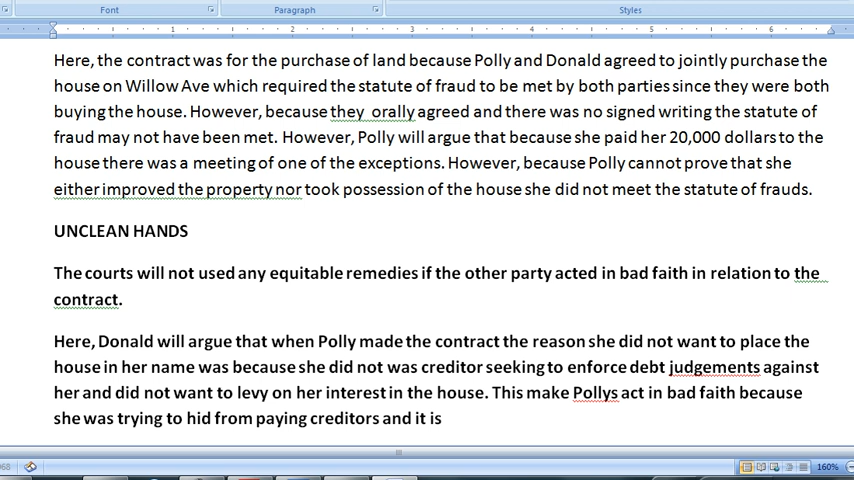 Font Paragraph Styles
1 2 3 4 5 6
Here, the contract was for the purchase of land because Polly and Donald agreed to jointly purchase the
house on Willow Ave which required the statute of fraud to be met by both parties since they were both
buying the house. However, because they orally agreed and there was no signed writing the statute of
fraud may not have been met. However, Polly will argue that because she paid her 20,000 dollars to the
house there was a meeting of one of the exceptions. However, because Polly cannot prove that she
either improved the property nor took possession of the house she did not meet the statute of frauds.
UNCLEAN HANDS
The courts will not used any equitable remedies if the other party acted in bad faith in relation to the
contract.
Here, Donald will argue that when Polly made the contract the reason she did not want to place the
house in her name was because she did not was creditor seeking to enforce debt judgements against
her and did not want to levy on her interest in the house. This make Pollys act in bad faith because
she was trying to hid from paying creditors and it is
968 160%